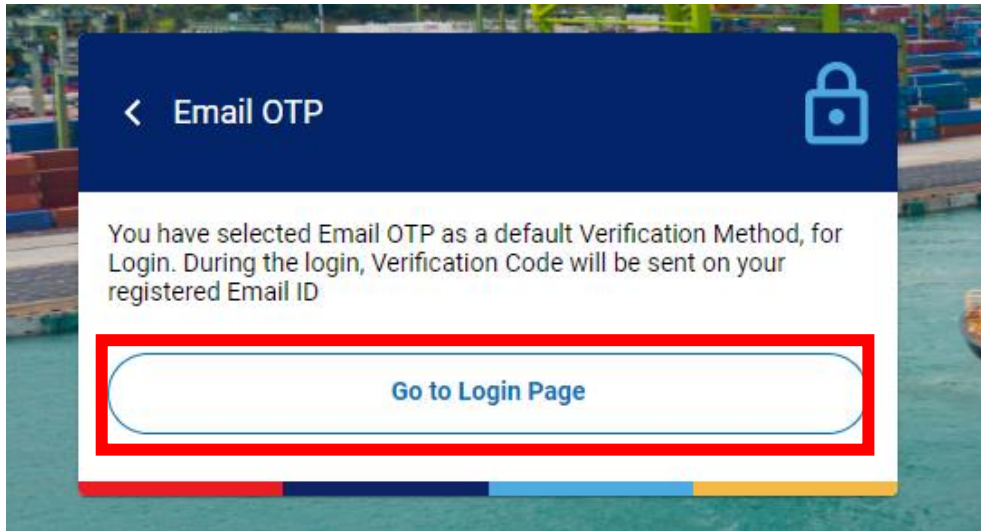 Email OTP
You have selected Email OTP as a default Verification Method, for
Login. During the login, Verification Code will be sent on your
registered Email ID
Go to Login Page